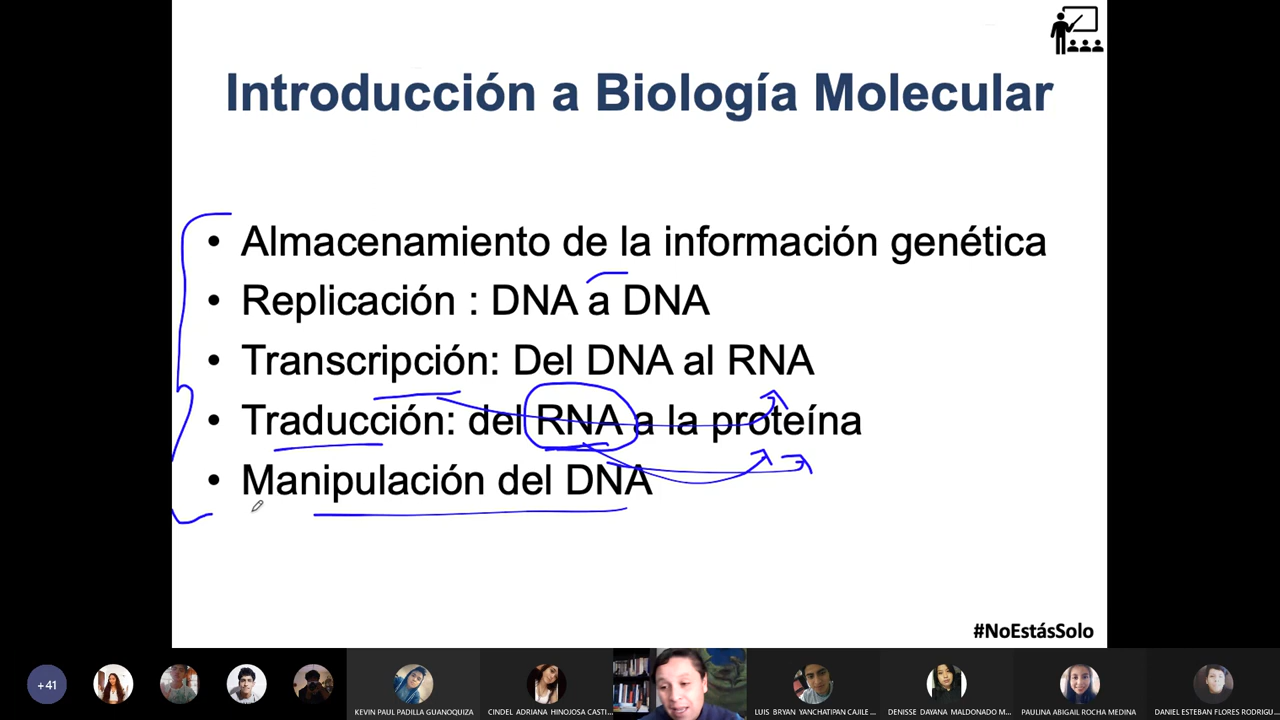 Introducción a Biología Molecular
• Almacenamiento de la información genética
• Replicación : DNA a DNA
• Transcripción: Del DNA al RNA
• Traducción: del RNA a la proteína
• Manipulación del DNA
#NoEstásSolo
+41
KEVIN PAUL PADILLA GUANOQUIZA
CINDEL ADRIANA HINOJOSA CASTI...
LUIS BRYAN YANCHATIPAN CAJILE...
DENISSE DAYANA MALDONADO M...
PAULINA ABIGAIL ROCHA MEDINA
DANIEL ESTEBAN FLORES RODRIGU